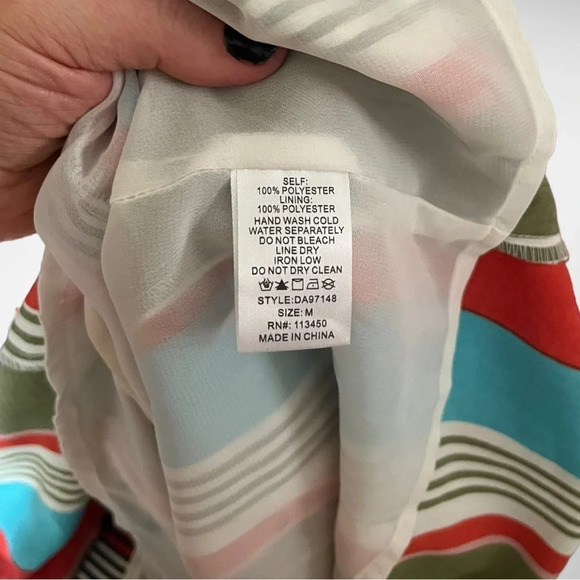 SELF:
100% POLYESTER
LINING:
100% POLYESTER
HAND WASH COLD
WATER SEPARATELY
DO NOT BLEACH
LINE DRY
IRON LOW
DO NOT DRY CLEAN
STYLE:DA97148
SIZE: M
RN#: 113450
MADE IN CHINA